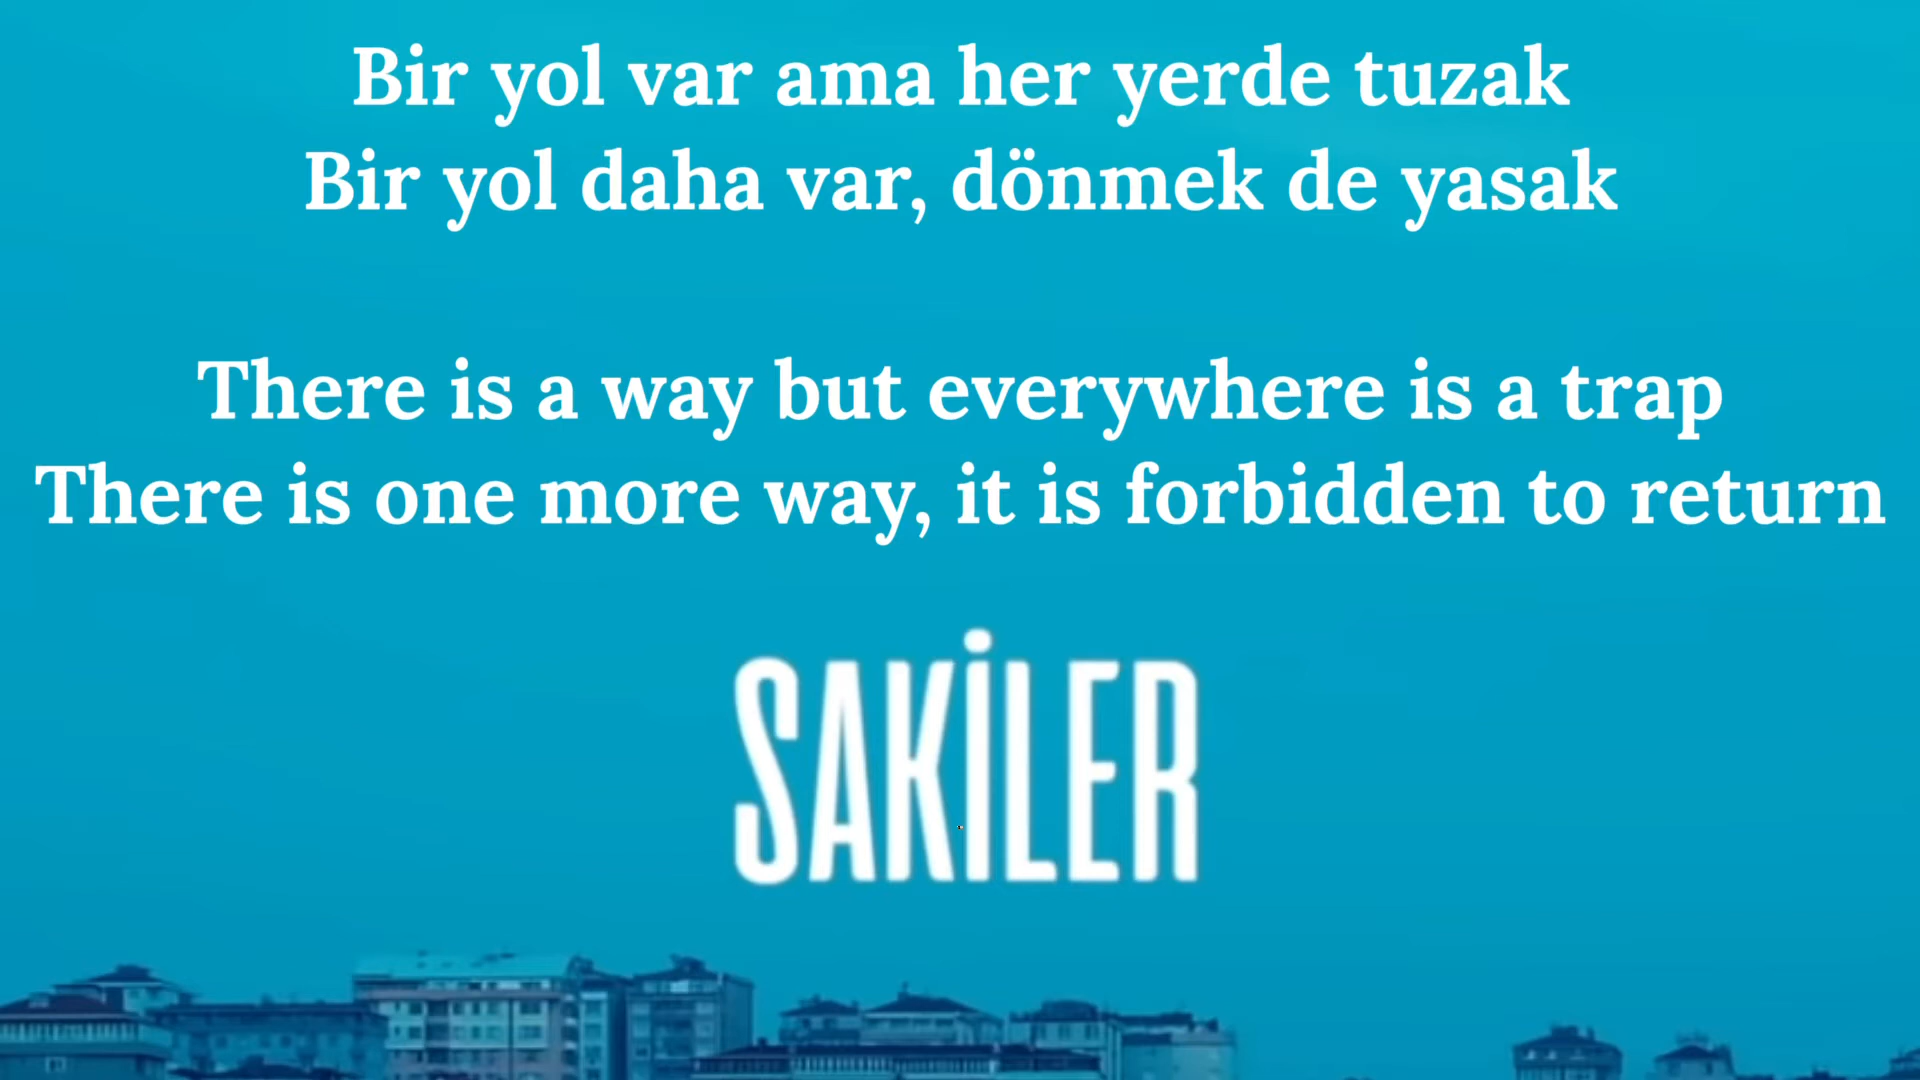 Bir yol var ama her yerde tuzak
Bir yol daha var, dönmek de yasak
There is a way but everywhere is a trap
There is one more way, it is forbidden to return
SAKİLER